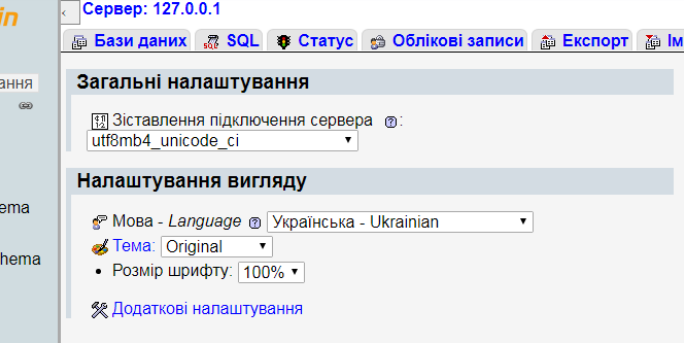 in
Сервер: 127.0.0.1
Бази даних SQL Статус Облікові записи Експорт Ім
ання
Загальні налаштування
Зіставлення підключення сервера :
utf8mb4_unicode_ci
Налаштування вигляду
ema
Мова - Language Українська - Ukrainian
Тема: Original
hema
• Розмір шрифту: 100%
Додаткові налаштування